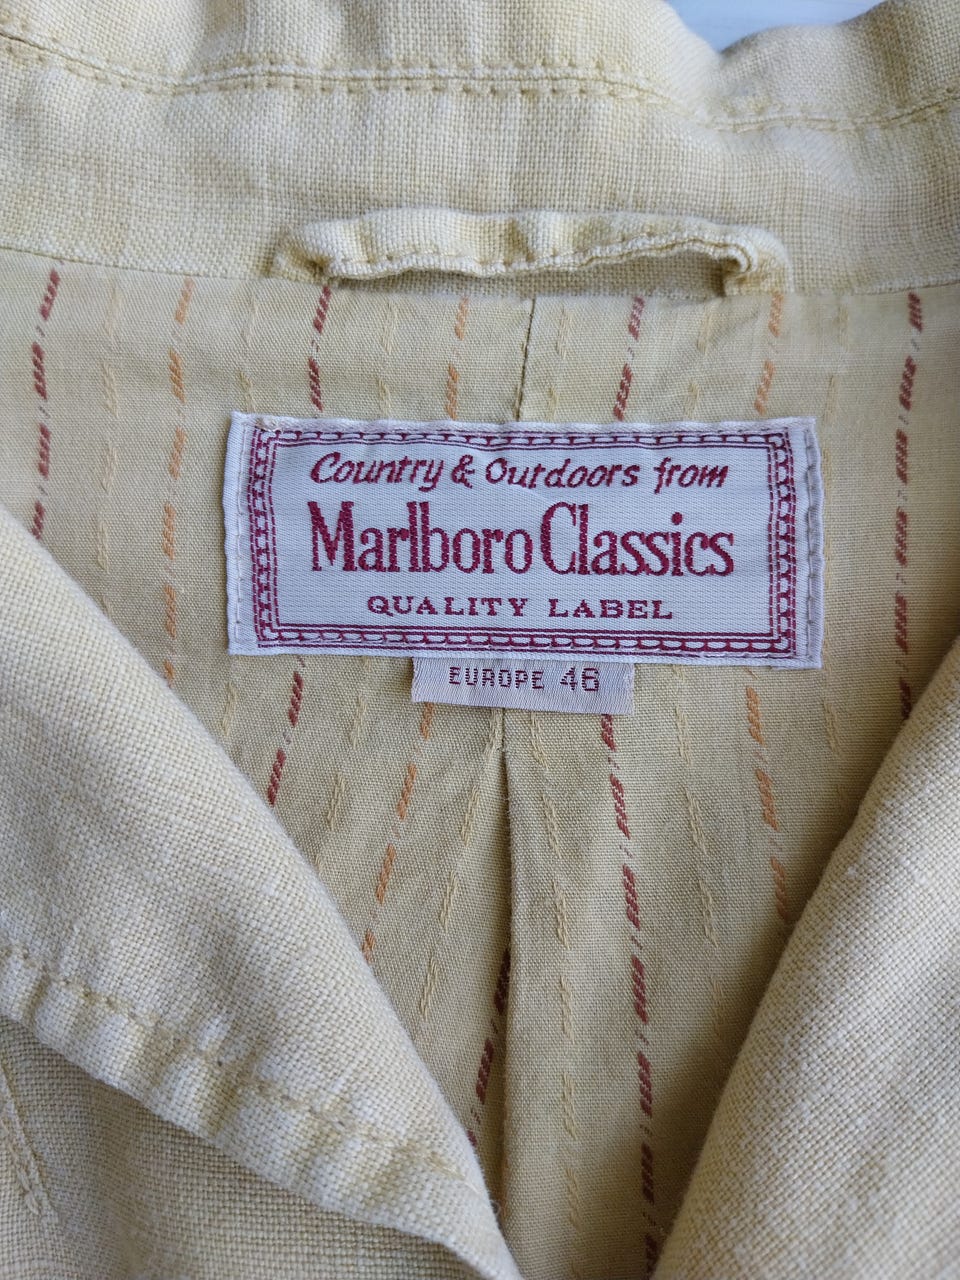 Country & Outdoors from
Marlboro Classics
QUALITY LABEL
EUROPE 46